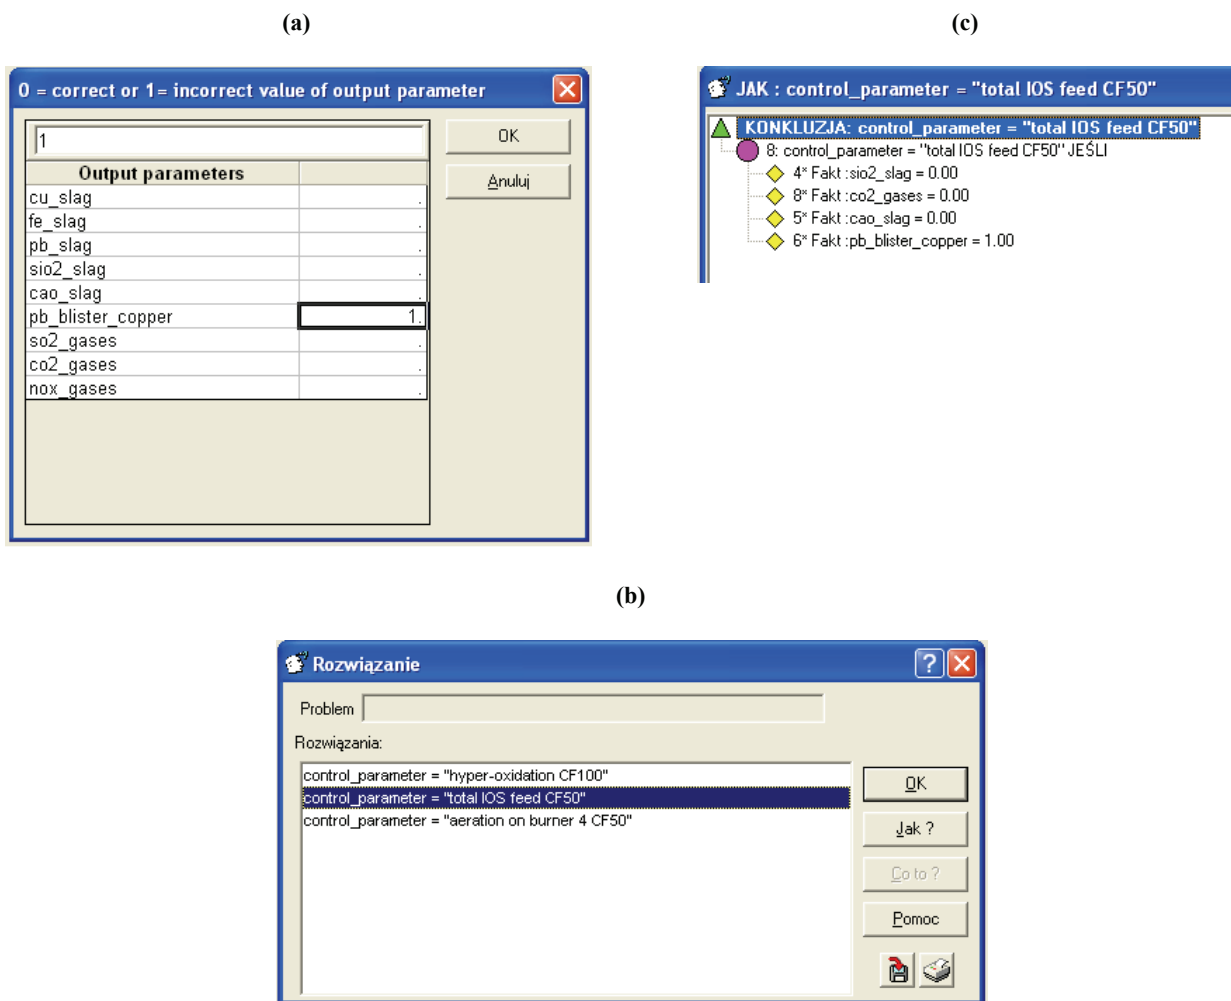 (a)
0 = correct or 1= incorrect value of output parameter
1
OK
Anuluj
Output parameters
cu_slag .
fe_slag .
pb_slag .
sio2_slag .
cao_slag .
pb_blister_copper 1.
so2_gases .
co2_gases .
nox_gases .
(c)
JAK : control_parameter = "total IOS feed CF50"
KONKLUZJA: control_parameter = "total IOS feed CF50"
8: control_parameter = "total IOS feed CF50" JEŚLI
4* Fakt :sio2_slag = 0.00
8* Fakt :co2_gases = 0.00
5* Fakt :cao_slag = 0.00
6* Fakt :pb_blister_copper = 1.00
(b)
Rozwiązanie
?
Problem
Rozwiązania:
control_parameter = "hyper-oxidation CF100"
control_parameter = "total IOS feed CF50"
control_parameter = "aeration on burner 4 CF50"
OK
Jak ?
Co to ?
Pomoc